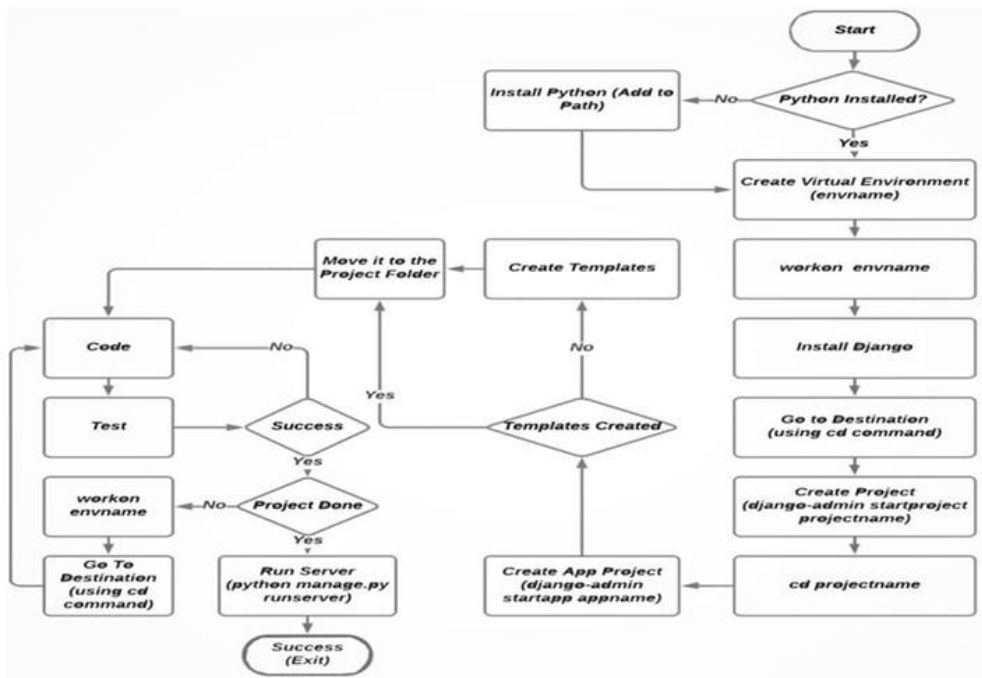 Start
Python Installed?
No
Install Python (Add to
Path)
Yes
Create Virtual Environment
(envname)
workon envname
Install Django
Go to Destination
(using cd command)
Create Project
(django-admin startproject
projectname)
cd projectname
Create App Project
(django-admin
startapp appname)
Templates Created
No
Create Templates
Yes
Move it to the
Project Folder
Code
Test
Success
No
Yes
Project Done
No
workon
envname
Go To
Destination
(using cd
command)
Yes
Run Server
(python manage.py
runserver)
Success
(Exit)